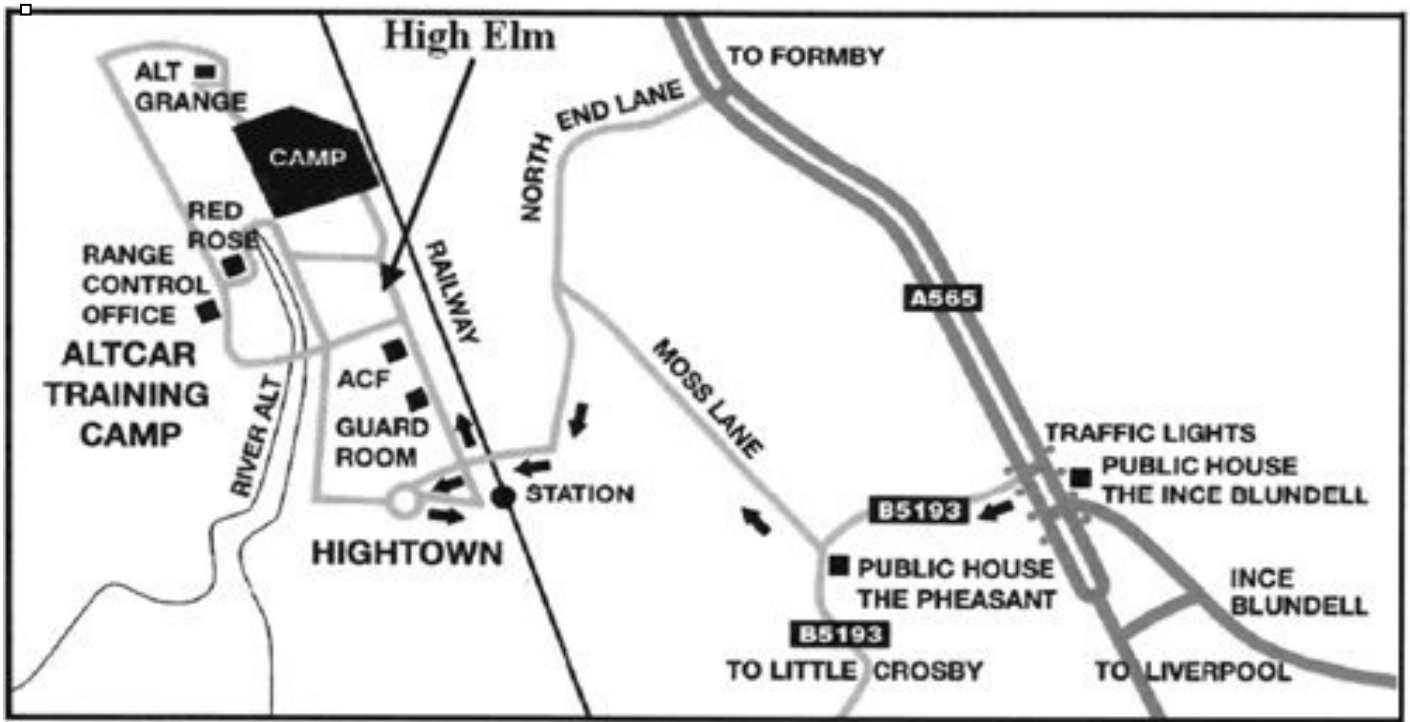 High Elm
TO FORMBY
ALT
GRANGE
NORTH END LANE
CAMP
RED
ROSE
RANGE
CONTROL
OFFICE
RAILWAY
A565
ALTCAR
TRAINING
CAMP
ACF
MOSS LANE
GUARD
ROOM
RIVER ALT
TRAFFIC LIGHTS
PUBLIC HOUSE
THE INCE BLUNDELL
STATION
B5193
HIGHTOWN
PUBLIC HOUSE
THE PHEASANT
INCE
BLUNDELL
B5193
TO LITTLE CROSBY
TO LIVERPOOL